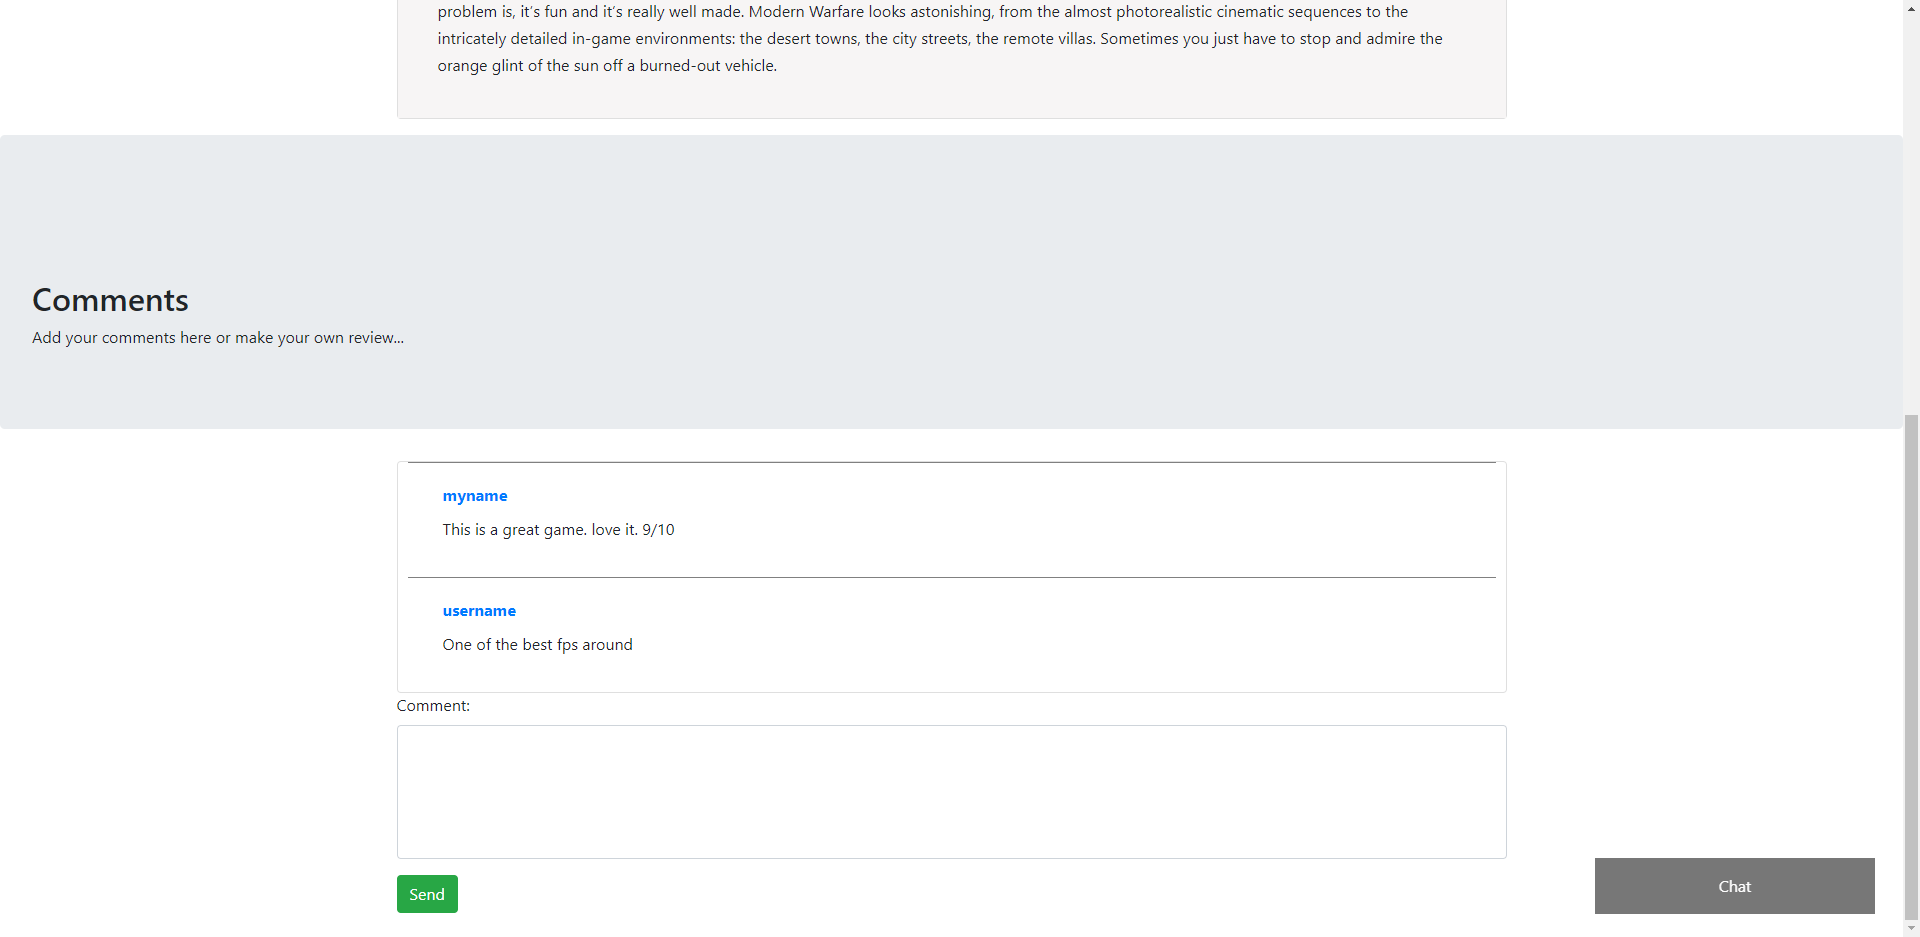 problem is, it’s fun and it’s really well made. Modern Warfare looks astonishing, from the almost photorealistic cinematic sequences to the
intricately detailed in-game environments: the desert towns, the city streets, the remote villas. Sometimes you just have to stop and admire the
orange glint of the sun off a burned-out vehicle.
Comments
Add your comments here or make your own review...
myname
This is a great game. love it. 9/10
username
One of the best fps around
Comment:
Send
Chat